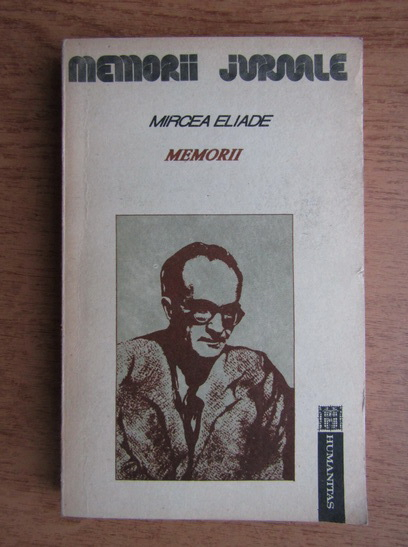 MEMORII JURNALE
MIRCEA ELIADE
MEMORII
HUMANITAS